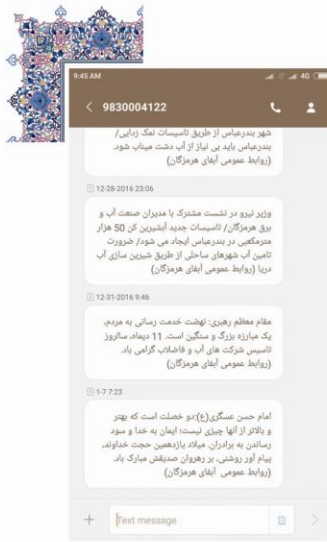 9:45 AM
4G
9830004122
شهر بندرعباس از طریق تاسیسات نمک زدایی/
بندرعباس باید بی نیاز از آب دشت میناب شود.
(روابط عمومی آبفای هرمزگان)
12-28-2016 23:06
وزیر نیرو در نشست مشترک با مدیران صنعت آب و
برق هرمزگان/ تاسیسات جدید آبشیرین کن 50 هزار
مترمکعبی در بندرعباس ایجاد می شود/ ضرورت
تامین آب شهرهای ساحلی از طریق شیرین سازی آب
دریا (روابط عمومی آبفای هرمزگان)
12-31-2016 9:46
مقام معظم رهبری: نهضت خدمت رسانی به مردم،
یک مبارزه بزرگ و سنگین است. 11 دیماه، سالروز
تاسیس شرکت های آب و فاضلاب گرامی باد.
(روابط عمومی آبفای هرمزگان)
1-7 7:23
امام حسن عسگری(ع):دو خصلت است که بهتر
و بالاتر از آنها چیزی نیست؛ ایمان به خدا و سود
رساندن به برادران. میلاد یازدهمین حجت خداوند،
پیام آور روشنی، بر رهروان صدیقش مبارک باد.
(روابط عمومی آبفای هرمزگان)
Text message